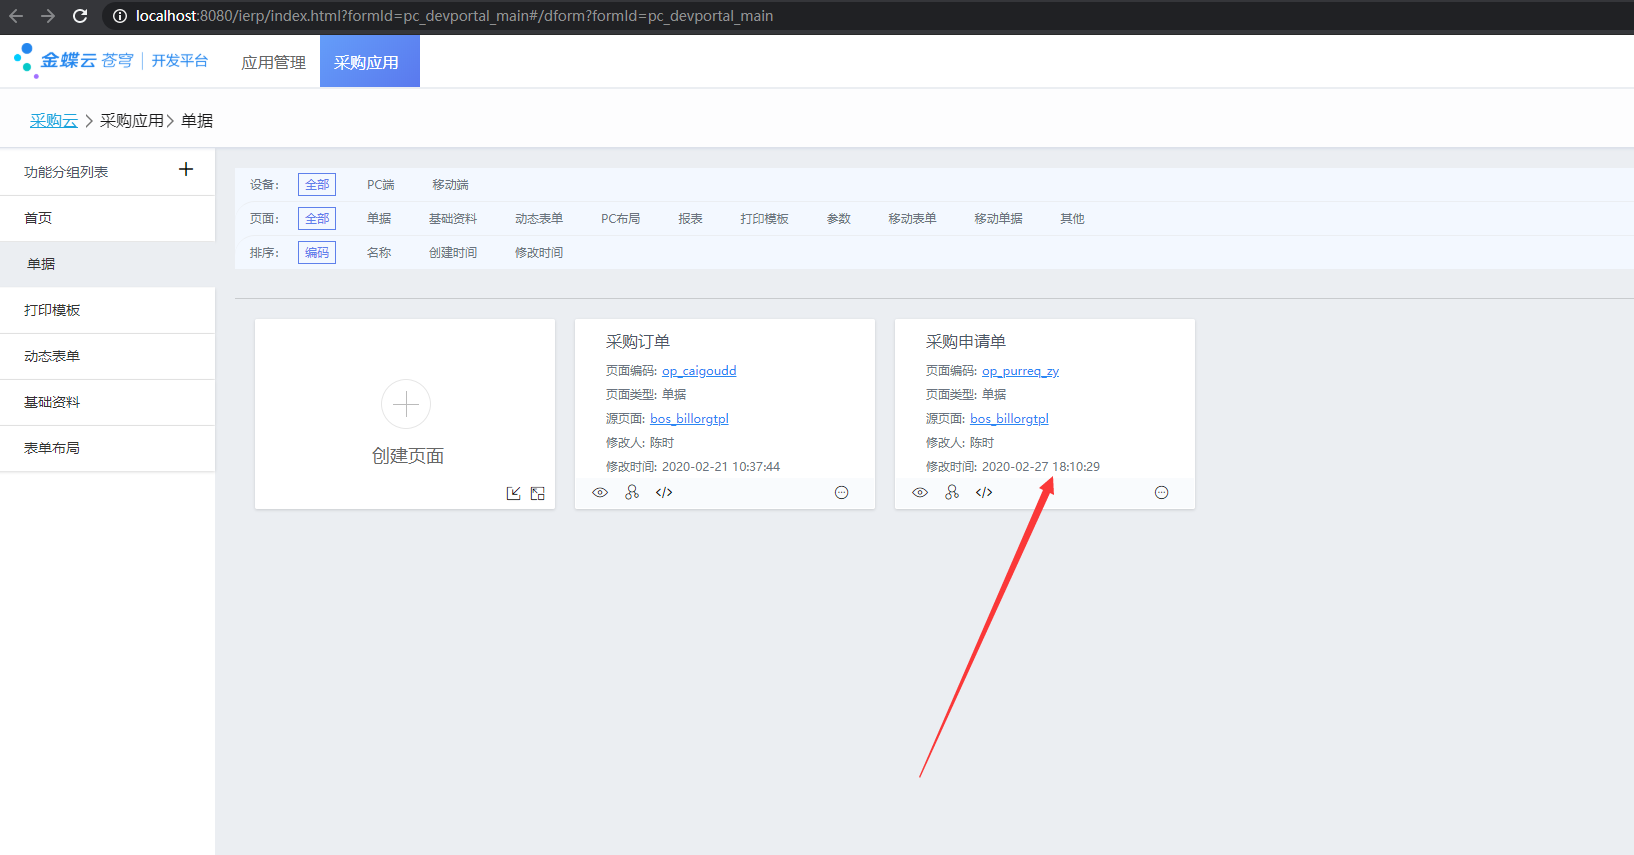 localhost:8080/ierp/index.html?formId=pc_devportal_main#/dform?formId=pc_devportal_main
金蝶云 苍穹 | 开发平台 应用管理 采购应用
采购云 > 采购应用 > 单据
功能分组列表 +
首页
单据
打印模板
动态表单
基础资料
表单布局
设备: 全部 PC端 移动端
页面: 全部 单据 基础资料 动态表单 PC布局 报表 打印模板 参数 移动表单 移动单据 其他
排序: 编码 名称 创建时间 修改时间
创建页面
采购订单
页面编码: op_caigoudd
页面类型: 单据
源页面: bos_billorgtpl
修改人: 陈时
修改时间: 2020-02-21 10:37:44
</>
采购申请单
页面编码: op_purreq_zy
页面类型: 单据
源页面: bos_billorgtpl
修改人: 陈时
修改时间: 2020-02-27 18:10:29
</>